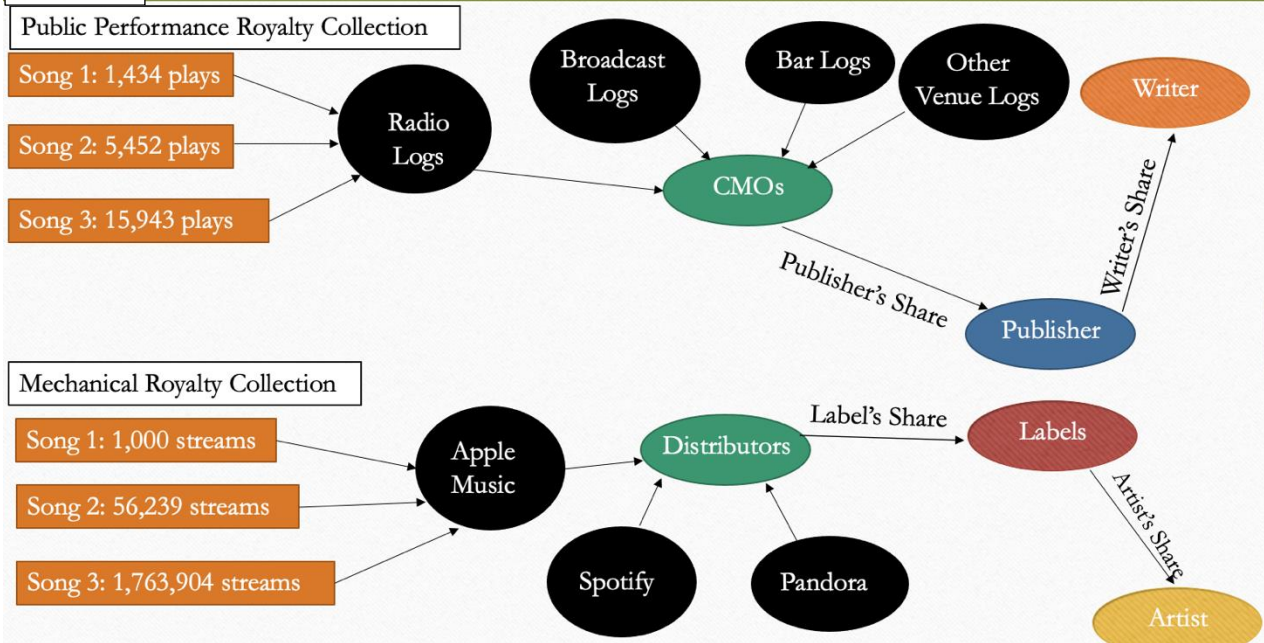 Public Performance Royalty Collection
Song 1: 1,434 plays
Song 2: 5,452 plays
Song 3: 15,943 plays
Radio
Logs
Broadcast
Logs
Bar Logs
Other
Venue Logs
CMOs
Publisher's Share
Publisher
Writer's Share
Writer
Mechanical Royalty Collection
Song 1: 1,000 streams
Song 2: 56,239 streams
Song 3: 1,763,904 streams
Apple
Music
Spotify
Pandora
Distributors
Label's Share
Labels
Artist's Share
Artist